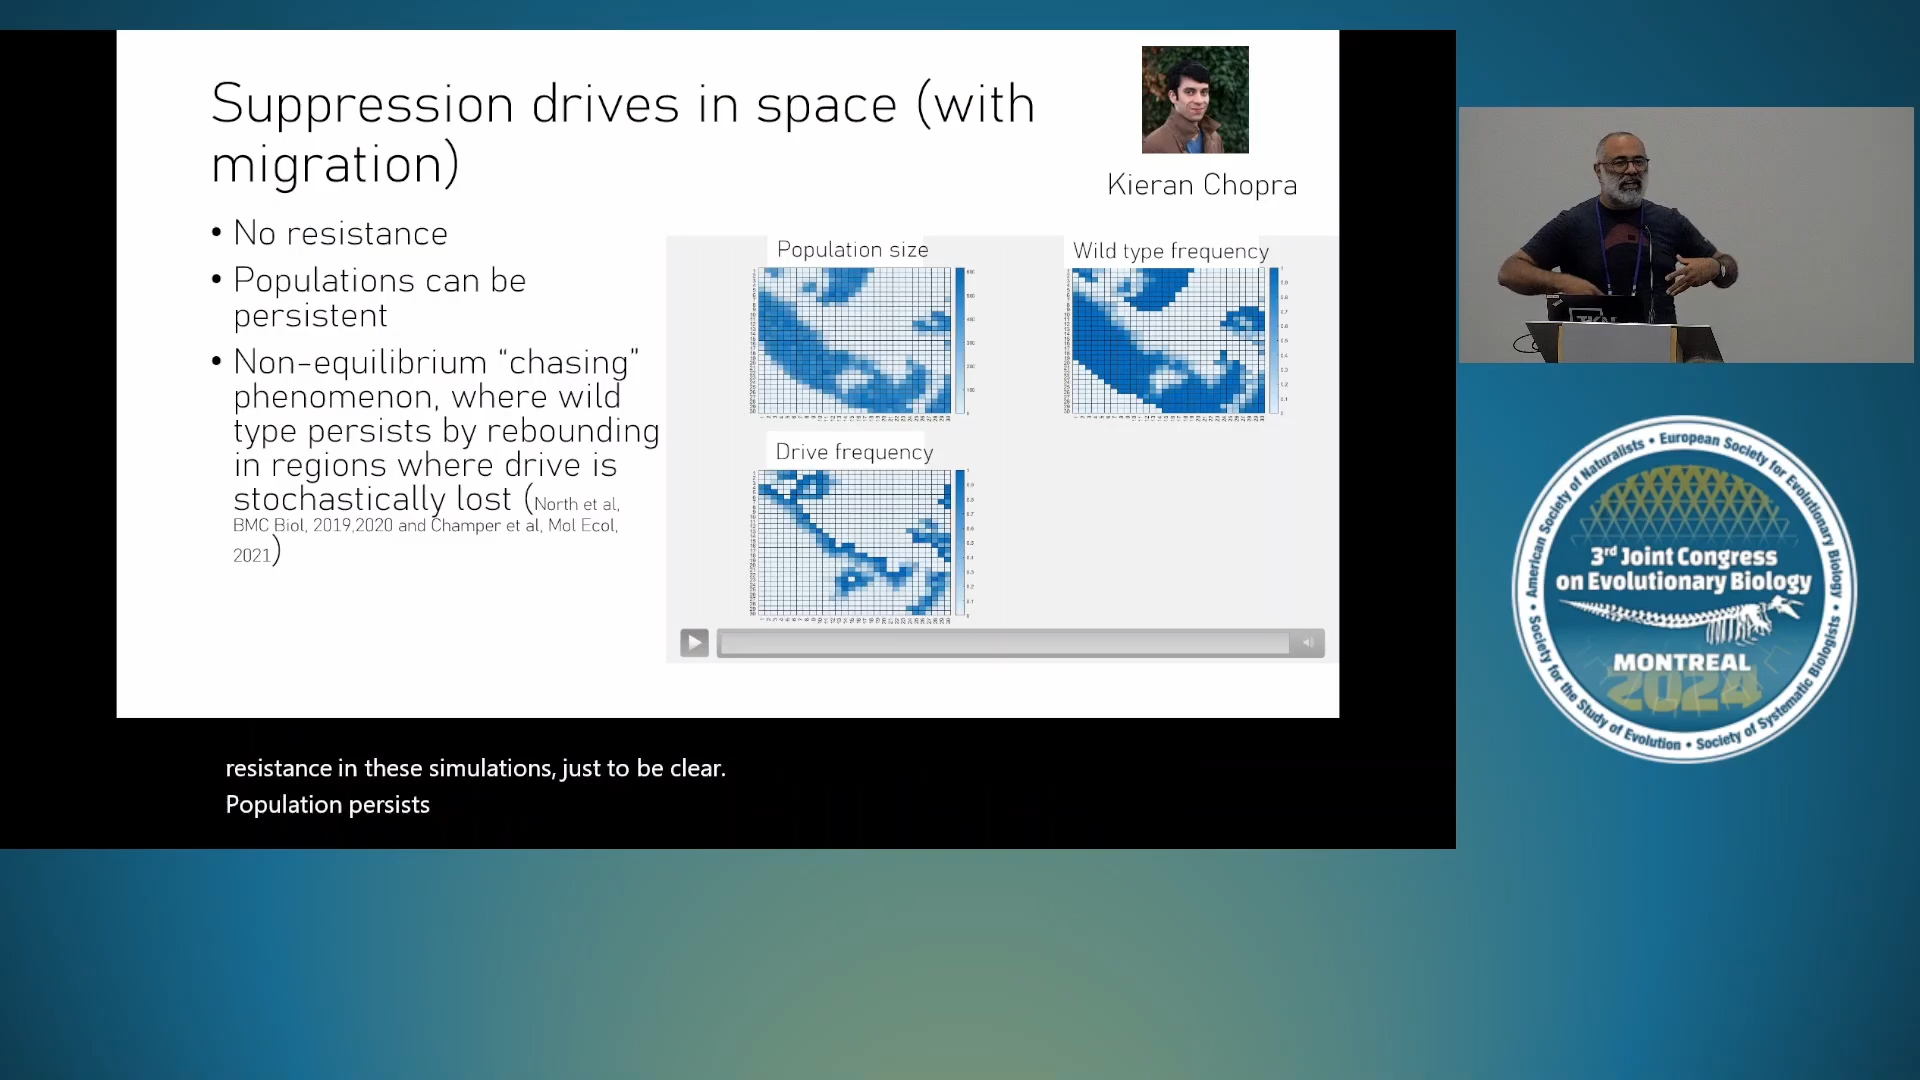 Suppression drives in space (with
migration)
Kieran Chopra
• No resistance
• Populations can be
persistent
• Non-equilibrium “chasing”
phenomenon, where wild
type persists by rebounding
in regions where drive is
stochastically lost (North et al,
BMC Biol, 2019,2020 and Champer et al, Mol Ecol,
2021)
Population size
Wild type frequency
Drive frequency
resistance in these simulations, just to be clear.
Population persists
American Society of Naturalists • European Society for Evolutionary Biology •
Society for the Study of Evolution • Society of Systematic Biologists •
3rd Joint Congress
on Evolutionary Biology
MONTREAL
2024